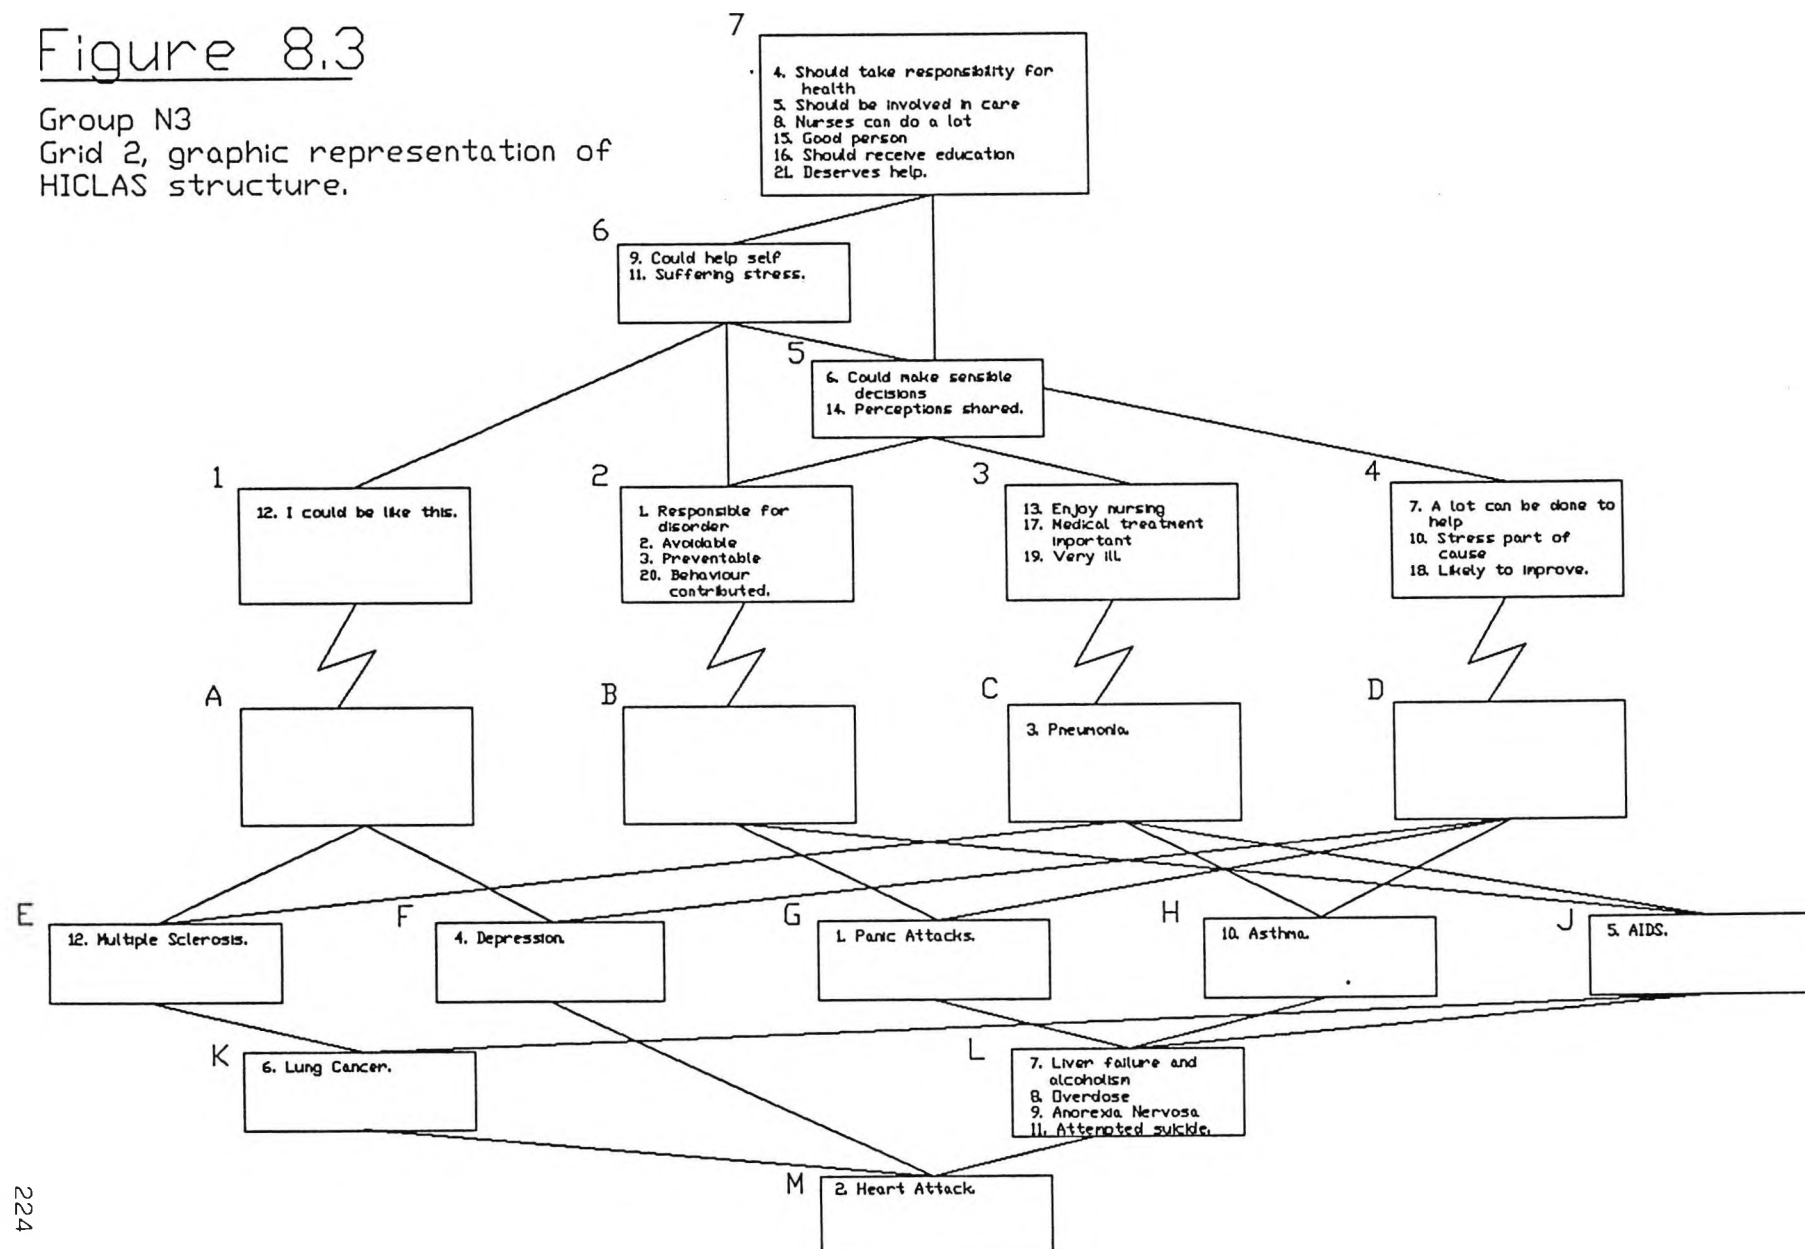 Figure 8.3
Group N3
Grid 2, graphic representation of
HICLAS structure.
7
4. Should take responsibility for
health
5. Should be involved in care
8. Nurses can do a lot
15. Good person
16. Should receive education
21. Deserves help.
6
9. Could help self
11. Suffering stress.
5
6. Could make sensible
decisions
14. Perceptions shared.
1
12. I could be like this.
2
1. Responsible for
disorder
2. Avoidable
3. Preventable
20. Behaviour
contributed.
3
13. Enjoy nursing
17. Medical treatment
important
19. Very ill.
4
7. A lot can be done to
help
10. Stress part of
cause
18. Likely to improve.
A
B
C
3. Pneumonia.
D
E
12. Multiple Sclerosis.
F
4. Depression.
G
1. Panic Attacks.
H
10. Asthma.
J
5. AIDS.
K
6. Lung Cancer.
L
7. Liver failure and
alcoholism
8. Overdose
9. Anorexia Nervosa
11. Attempted suicide.
M
2. Heart Attack.
224